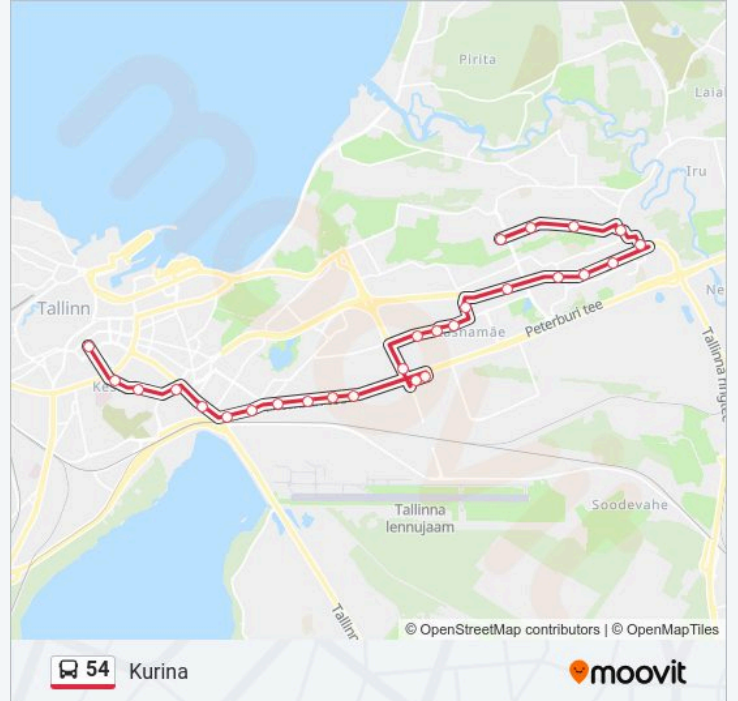 Pirita
Laia
Iru
Tallinn
Ne
Peterburi tee
Kes
Tallinna ringtee
Tallinna
lennujaam
Soodevahe
Tallinn
© OpenStreetMap contributors | © OpenMapTiles
54 Kurina
moovit